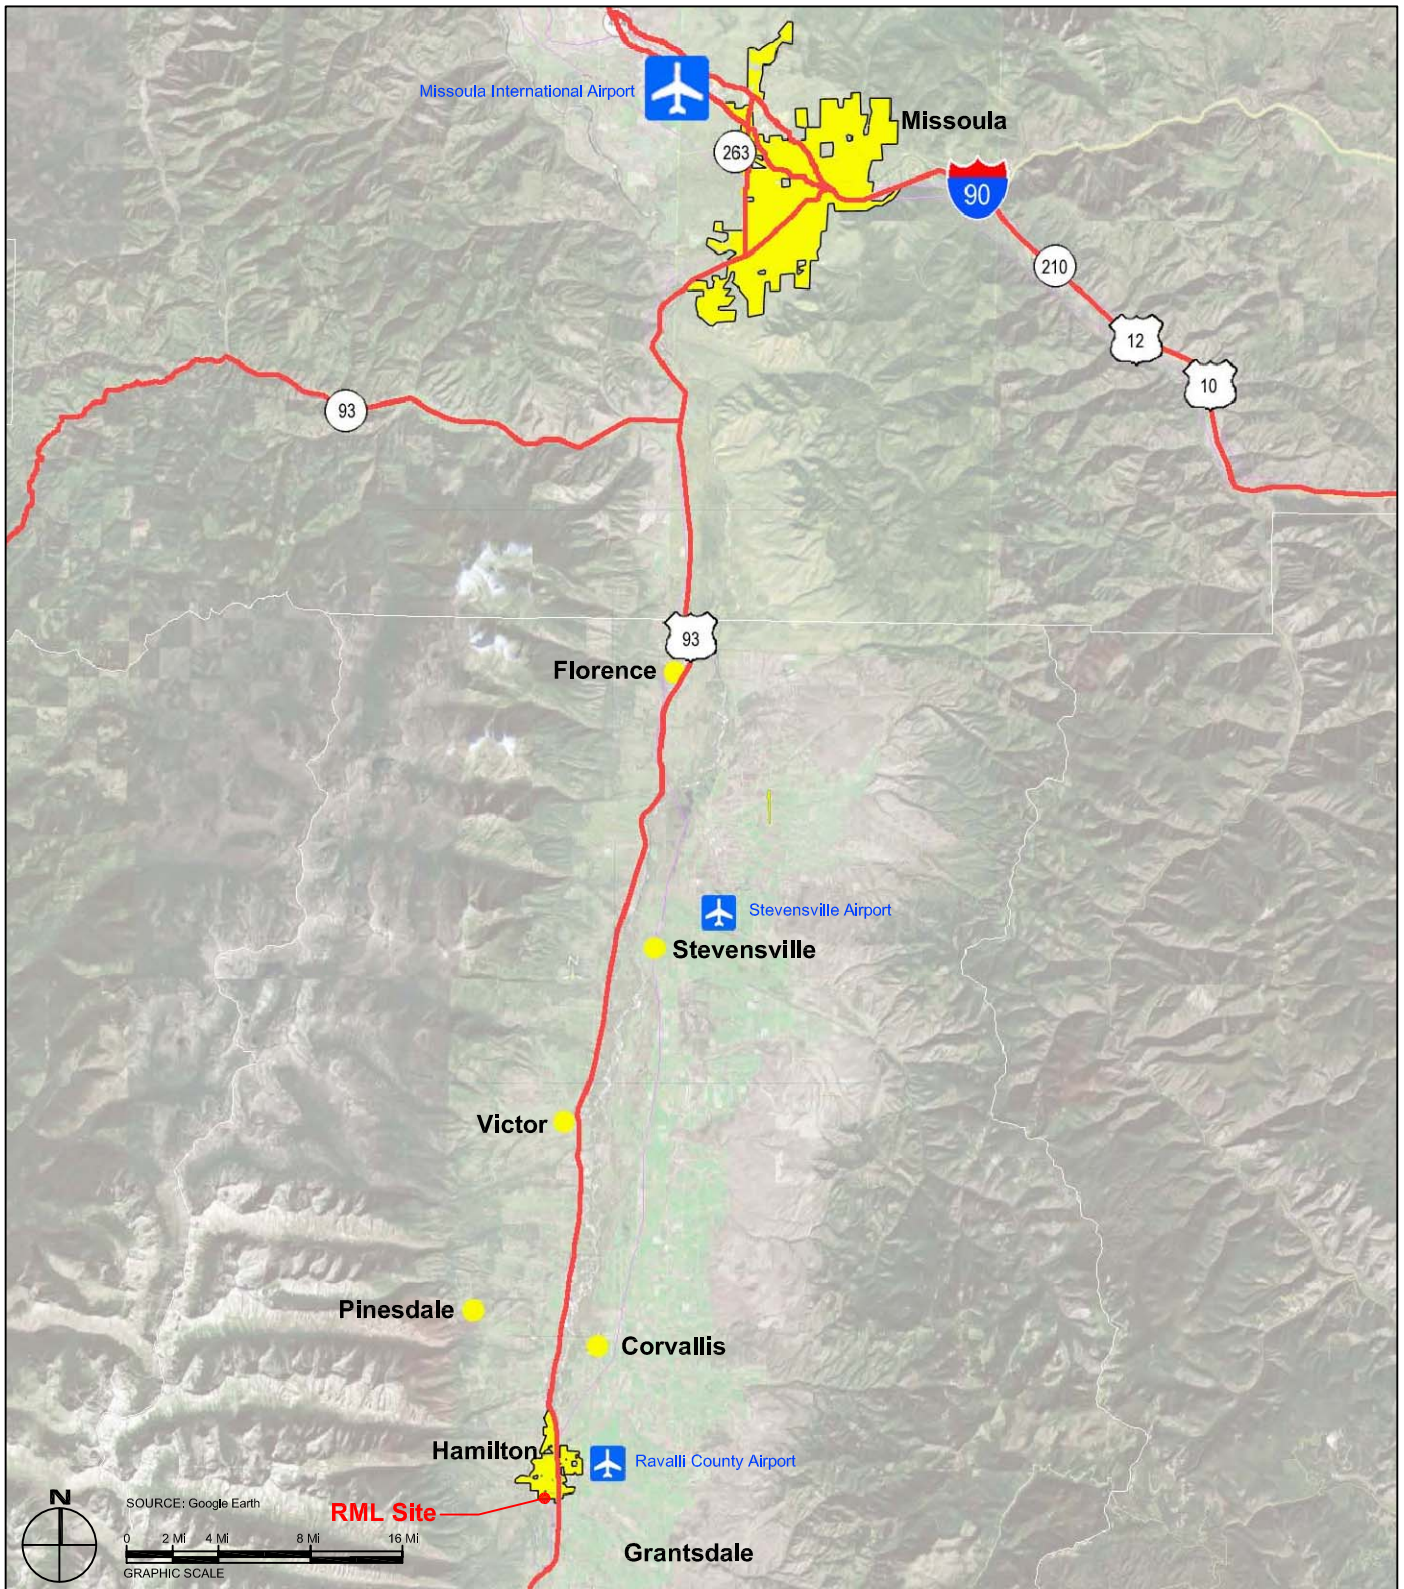 Missoula International Airport
Missoula
263
90
210
12
10
93
93
Florence
Stevensville Airport
Stevensville
Victor
Pinesdale
Corvallis
Hamilton
Ravalli County Airport
N
SOURCE: Google Earth
RML Site
0 2 Mi 4 Mi 8 Mi 16 Mi
GRAPHIC SCALE
Grantsdale